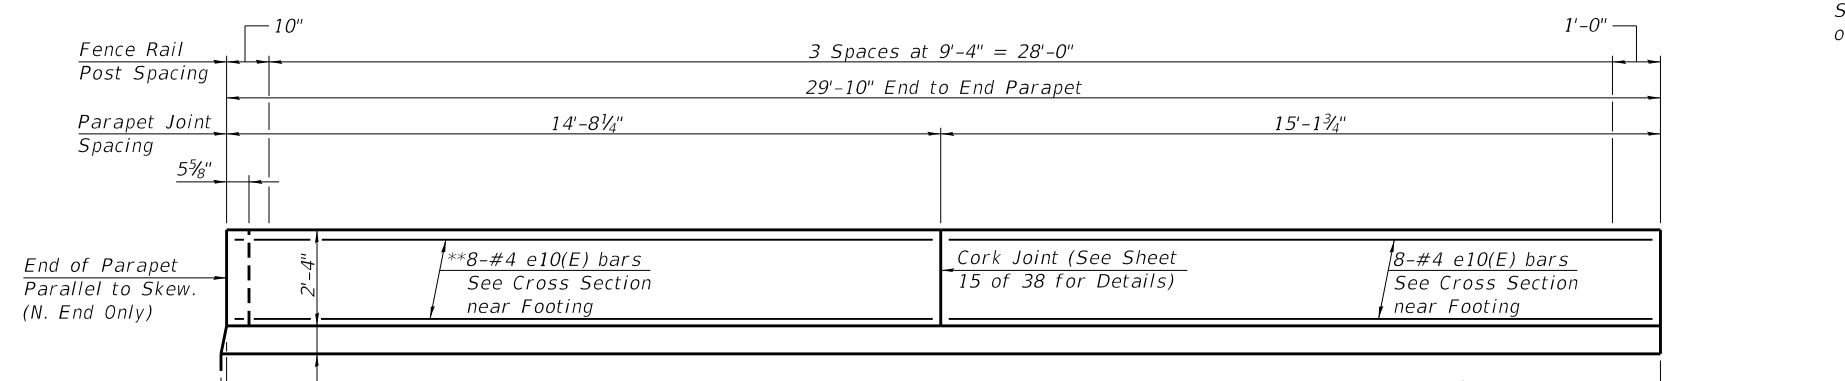 10"
1'-0"
S
o
Fence Rail
Post Spacing
3 Spaces at 9'-4" = 28'-0"
29'-10" End to End Parapet
Parapet Joint
Spacing
14'-8¼"
15'-1¾"
5⅝"
End of Parapet
Parallel to Skew.
(N. End Only)
2'-4"
**8-#4 e10(E) bars
See Cross Section
near Footing
Cork Joint (See Sheet
15 of 38 for Details)
8-#4 e10(E) bars
See Cross Section
near Footing